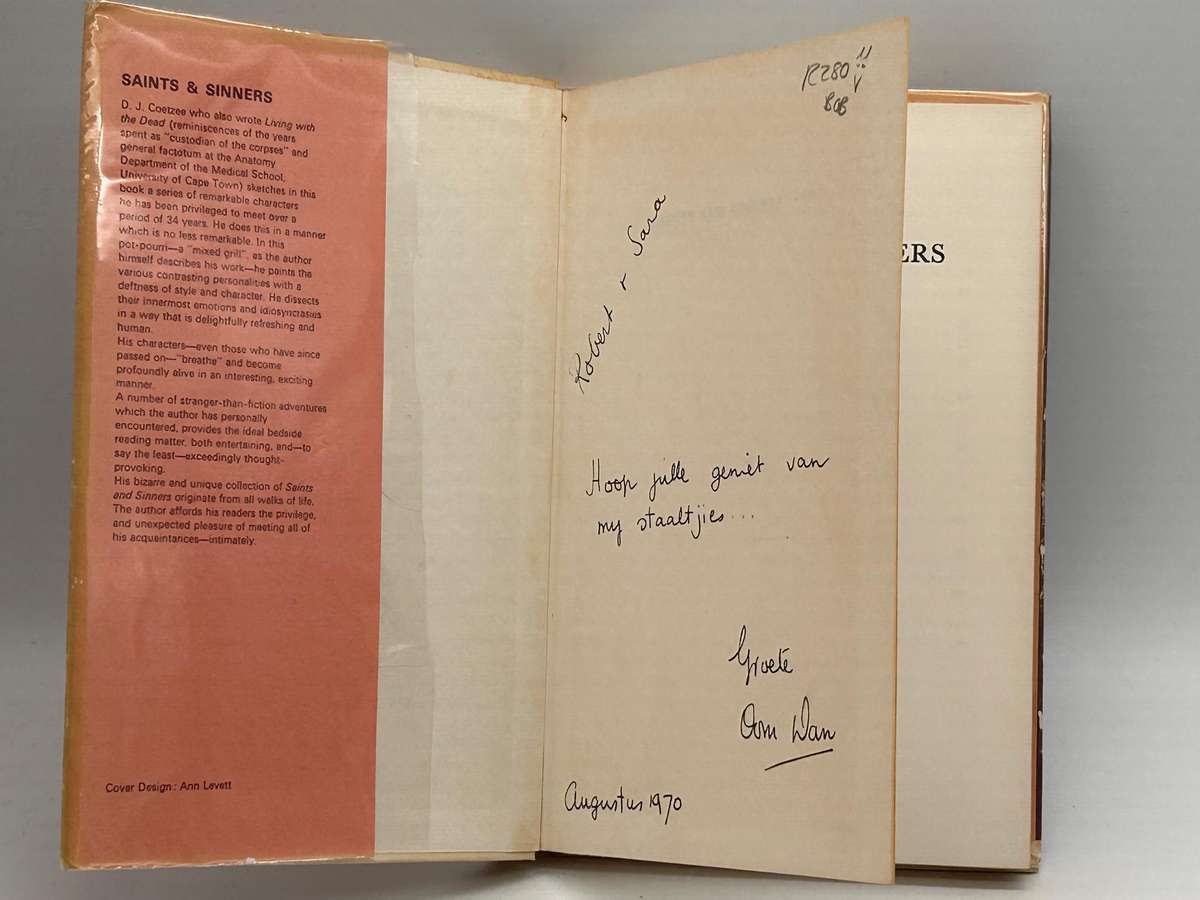 SAINTS & SINNERS
D. J. Coetzee who also wrote Living with
the Dead (reminiscences of the years
spent as "custodian of the corpses" and
general factotum at the Anatomy
Department of the Medical School,
University of Cape Town) sketches in this
book a series of remarkable characters
he has been privileged to meet over a
period of 34 years. He does this in a manner
which is no less remarkable. In this
pot-pourri—a "mixed grill", as the author
himself describes his work—he paints the
various contrasting personalities with a
deftness of style and character. He dissects
their innermost emotions and idiosyncrasies
in a way that is delightfully refreshing and
human.
His characters—even those who have since
passed on—"breathe" and become
profoundly alive in an interesting, exciting
manner.
A number of stranger-than-fiction adventures
which the author has personally
encountered, provides the ideal bedside
reading matter, both entertaining, and—to
say the least—exceedingly thought-
provoking.
His bizarre and unique collection of Saints
and Sinners originate from all walks of life.
The author affords his readers the privilege,
and unexpected pleasure of meeting all of
his acquaintances—intimately.
Cover Design: Ann Levett
R280
Robert + Sara
Hoop julle geniet van
my staaltjies...
Groete
Oom Dan
Augustus 1970
ERS